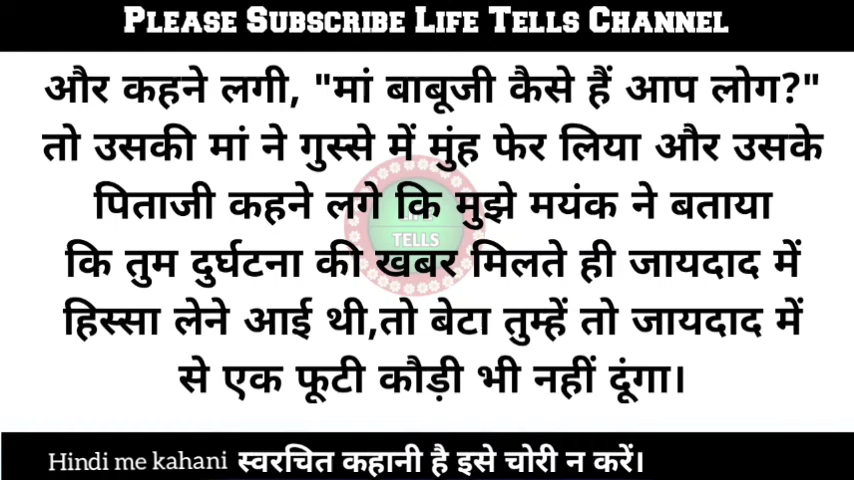 PLEASE SUBSCRIBE LIFE TELLS CHANNEL
और कहने लगी, "मां बाबूजी कैसे हैं आप लोग?"
तो उसकी मां ने गुस्से में मुंह फेर लिया और उसके
पिताजी कहने लगे कि मुझे मयंक ने बताया
कि तुम दुर्घटना की खबर मिलते ही जायदाद में
हिस्सा लेने आई थी,तो बेटा तुम्हें तो जायदाद में
से एक फूटी कौड़ी भी नहीं दूंगा।
TELLS
Hindi me kahani स्वरचित कहानी है इसे चोरी न करें।